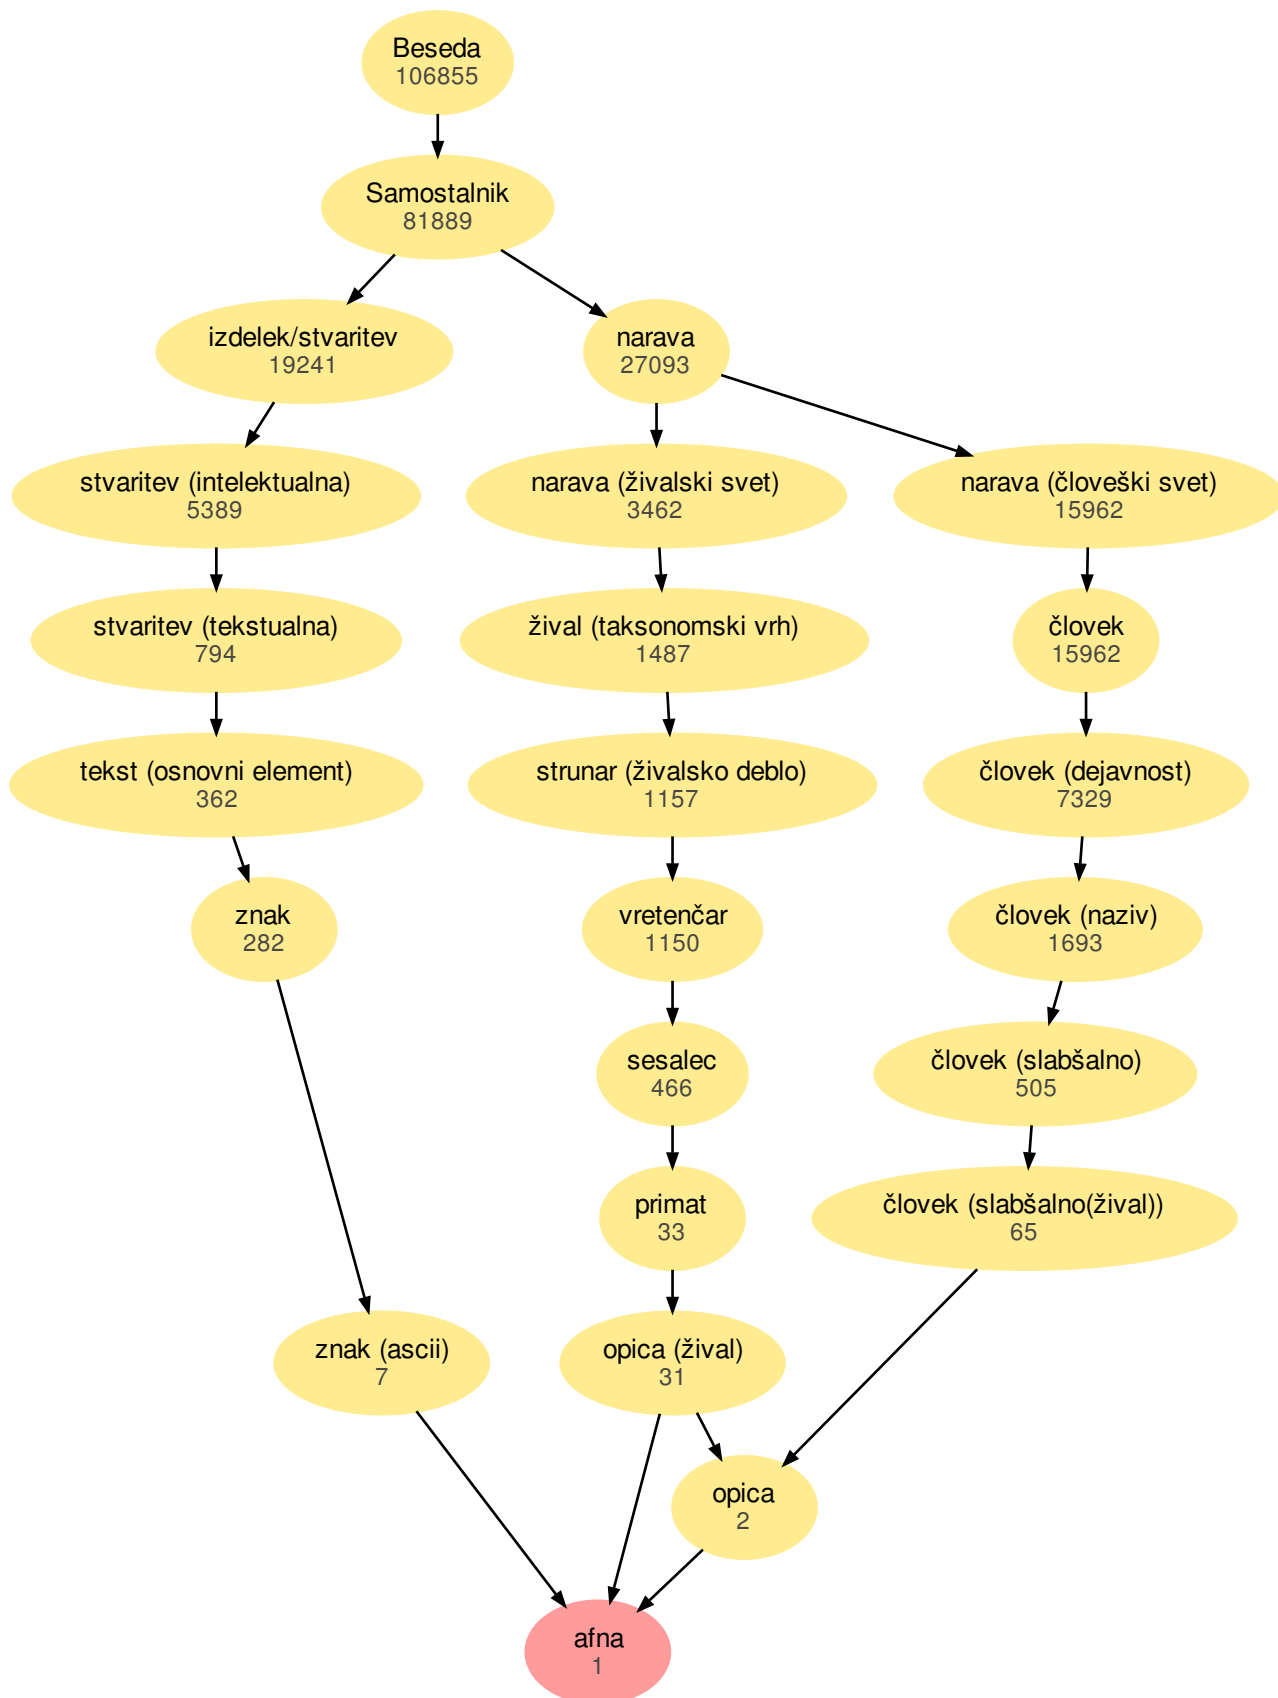 Beseda
106855
Samostalnik
81889
izdelek/stvaritev
19241
narava
27093
stvaritev (intelektualna)
5389
narava (živalski svet)
3462
narava (človeški svet)
15962
stvaritev (tekstualna)
794
žival (taksonomski vrh)
1487
človek
15962
tekst (osnovni element)
362
strunar (živalsko deblo)
1157
človek (dejavnost)
7329
znak
282
vretenčar
1150
človek (naziv)
1693
sesalec
466
človek (slabšalno)
505
primat
33
človek (slabšalno(žival))
65
znak (ascii)
7
opica (žival)
31
opica
2
afna
1